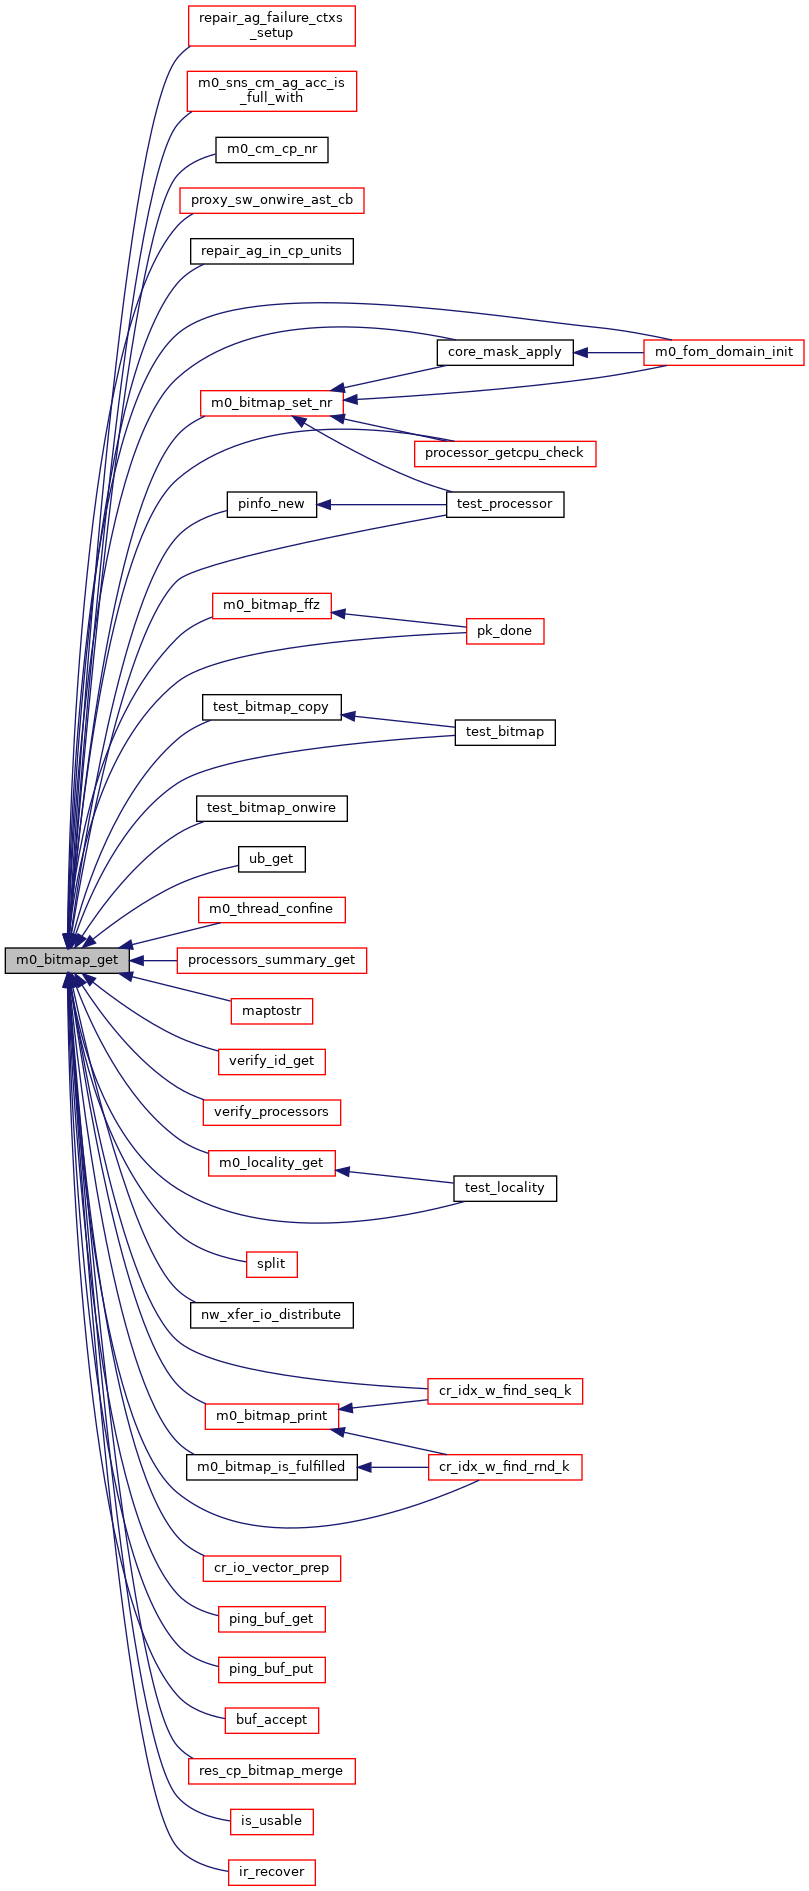 repair_ag_failure_ctxs
_setup
m0_sns_cm_ag_acc_is
_full_with
m0_cm_cp_nr
proxy_sw_onwire_ast_cb
repair_ag_in_cp_units
core_mask_apply
m0_fom_domain_init
m0_bitmap_set_nr
processor_getcpu_check
pinfo_new
test_processor
m0_bitmap_ffz
pk_done
test_bitmap_copy
test_bitmap
test_bitmap_onwire
ub_get
m0_thread_confine
m0_bitmap_get
processors_summary_get
maptostr
verify_id_get
verify_processors
m0_locality_get
test_locality
split
nw_xfer_io_distribute
cr_idx_w_find_seq_k
m0_bitmap_print
m0_bitmap_is_fulfilled
cr_idx_w_find_rnd_k
cr_io_vector_prep
ping_buf_get
ping_buf_put
buf_accept
res_cp_bitmap_merge
is_usable
ir_recover